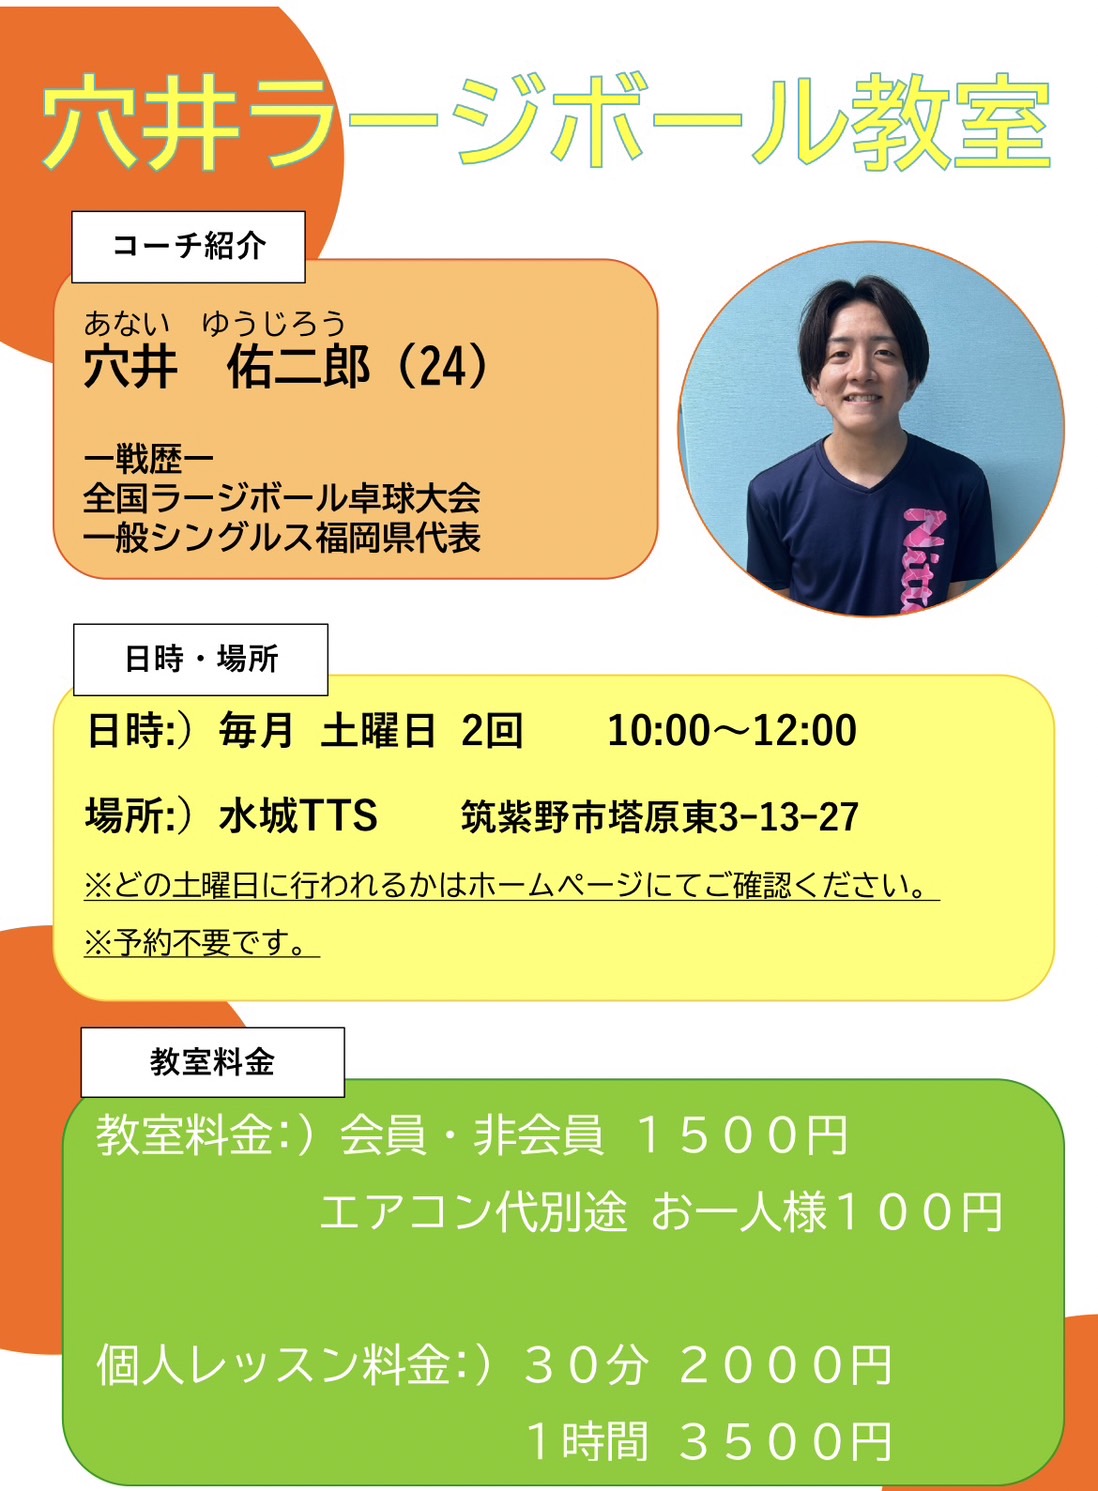 穴井ラージボール教室
コーチ紹介
あない　ゆうじろう
穴井　佑二郎（24）
ー戦歴ー
全国ラージボール卓球大会
一般シングルス福岡県代表
日時・場所
日時:）毎月 土曜日 2回　　10:00～12:00
場所:）水城TTS　　筑紫野市塔原東3-13-27
※どの土曜日に行われるかはホームページにてご確認ください。
※予約不要です。
教室料金
教室料金:）会員・非会員 １５００円
エアコン代別途 お一人様１００円
個人レッスン料金:）３０分 ２０００円
１時間 ３５００円